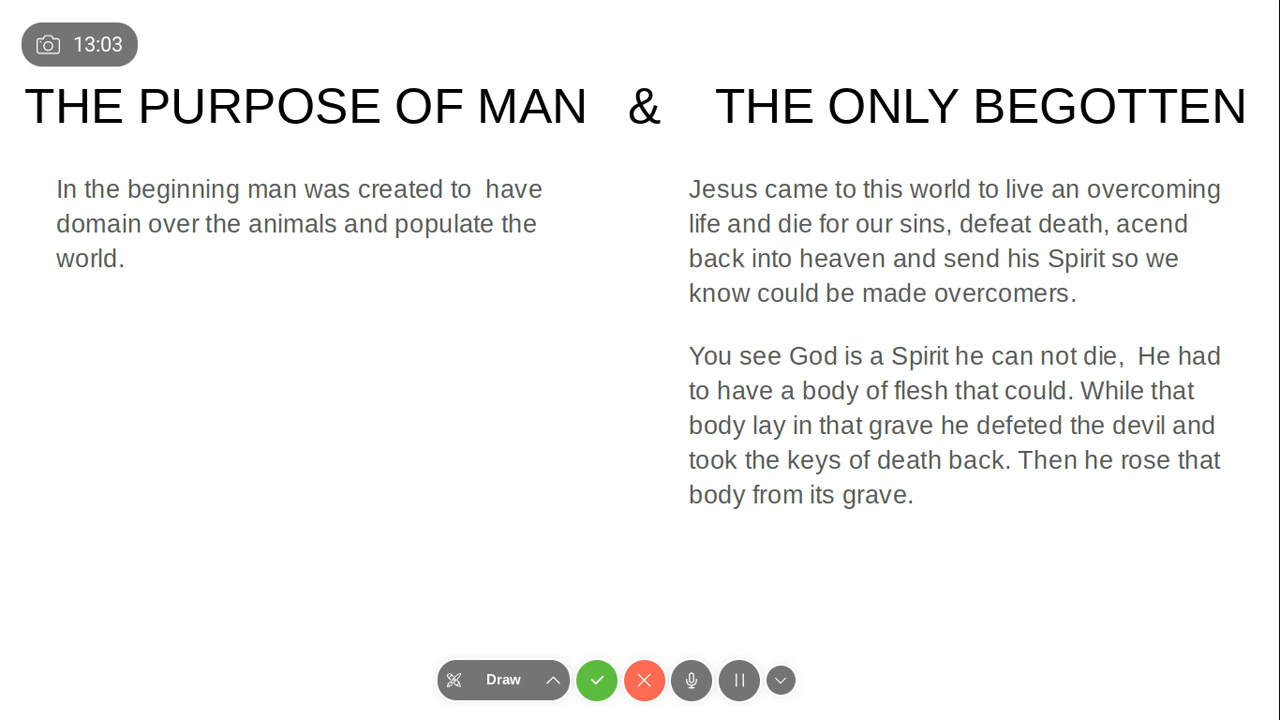 13:03
THE PURPOSE OF MAN & THE ONLY BEGOTTEN
In the beginning man was created to  have
domain over the animals and populate the
world.
Jesus came to this world to live an overcoming
life and die for our sins, defeat death, acend
back into heaven and send his Spirit so we
know could be made overcomers.
You see God is a Spirit he can not die,  He had
to have a body of flesh that could. While that
body lay in that grave he defeted the devil and
took the keys of death back. Then he rose that
body from its grave.
Draw